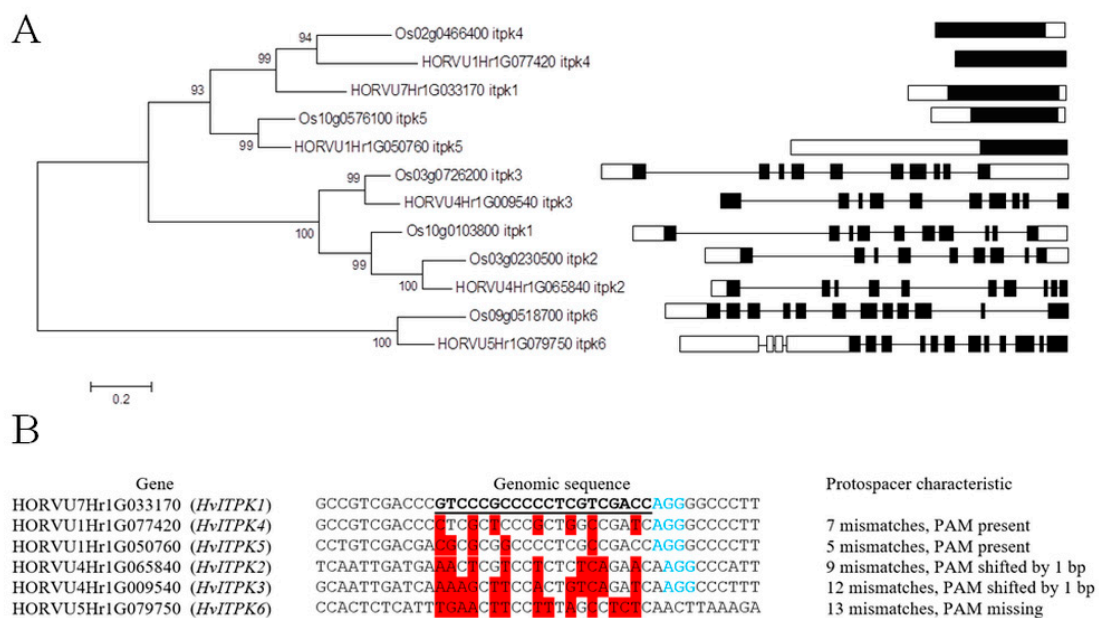 A
Os02g0466400 itpk4
94
99
HORVU1Hr1G077420 itpk4
93
HORVU7Hr1G033170 itpk1
Os10g0576100 itpk5
99
HORVU1Hr1G050760 itpk5
Os03g0726200 itpk3
99
HORVU4Hr1G009540 itpk3
100
Os10g0103800 itpk1
99
Os03g0230500 itpk2
100
HORVU4Hr1G065840 itpk2
Os09g0518700 itpk6
100
HORVU5Hr1G079750 itpk6
0.2
B
Gene Genomic sequence Protospacer characteristic
HORVU7Hr1G033170 (HvITPK1) GCCGTCGACCCGTCCCGCCCCCTCGTCGACCAGGGGCCCTT
HORVU1Hr1G077420 (HvITPK4) GCCGTCGACCCCTCGCTCCCGCTGGCCGATCAGGGGCCCTT 7 mismatches, PAM present
HORVU1Hr1G050760 (HvITPK5) CCTGTCGACGACGCGCGGCCCCTCGCCGACCAGGGCCCCTT 5 mismatches, PAM present
HORVU4Hr1G065840 (HvITPK2) TCAATTGATGAAACTCGTCCTCTCTCAGAACAAGGCCCATT 9 mismatches, PAM shifted by 1 bp
HORVU4Hr1G009540 (HvITPK3) GCAATTGATCAAAAGCTTCCACTGTCAGATCAAGGCCCTTT 12 mismatches, PAM shifted by 1 bp
HORVU5Hr1G079750 (HvITPK6) CCACTCTCATTTGAACTTCCTTTAGCCTCTCAACTTAAAGA 13 mismatches, PAM missing